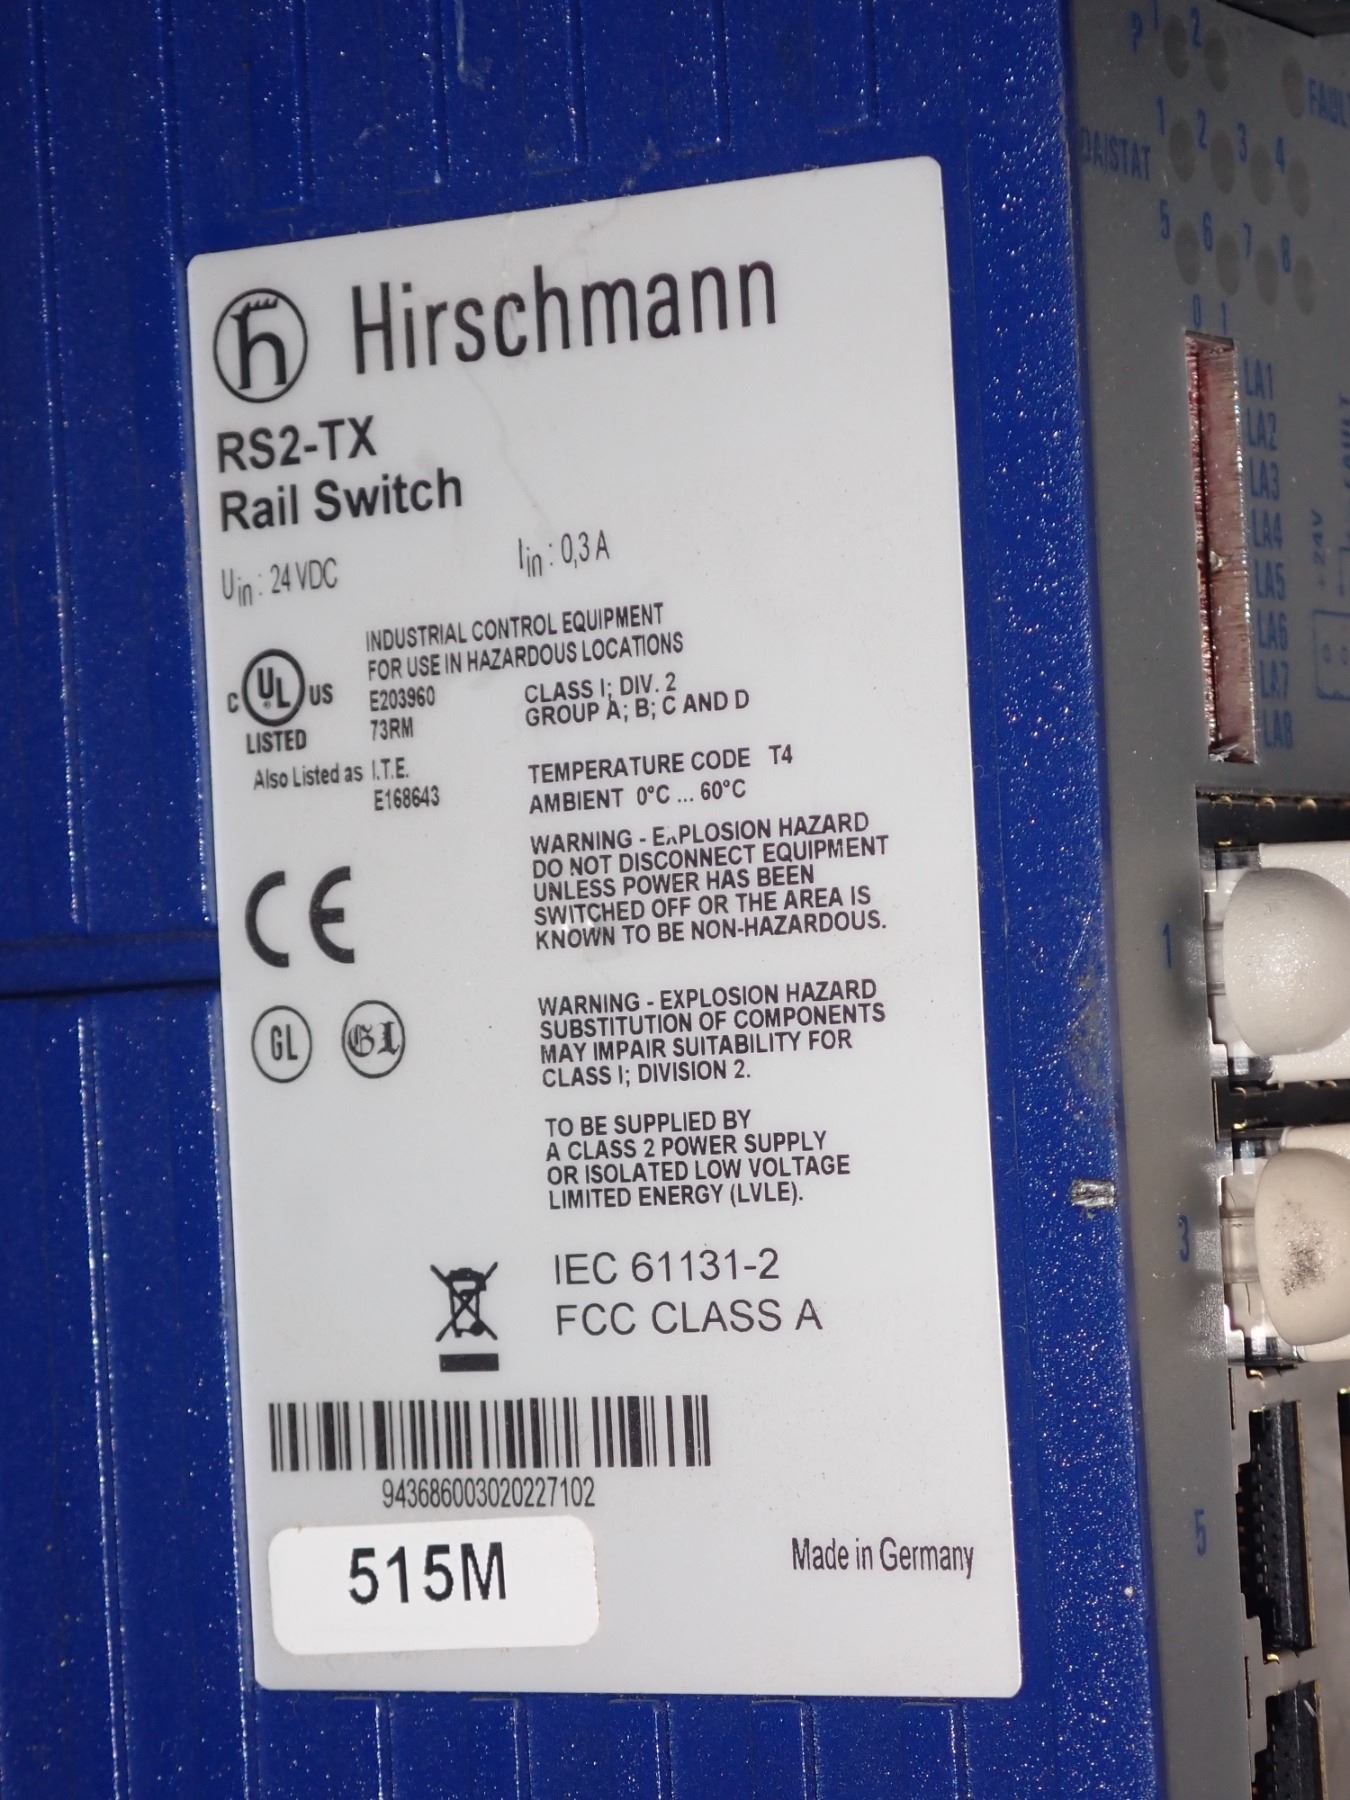 Hirschmann
RS2-TX
Rail Switch
Uin: 24 VDC
Iin: 0,3 A
INDUSTRIAL CONTROL EQUIPMENT
FOR USE IN HAZARDOUS LOCATIONS
C UL US
LISTED
E203960
73RM
CLASS I; DIV. 2
GROUP A; B; C AND D
Also Listed as I.T.E.
E168643
TEMPERATURE CODE T4
AMBIENT 0°C ... 60°C
WARNING - EXPLOSION HAZARD
DO NOT DISCONNECT EQUIPMENT
UNLESS POWER HAS BEEN
SWITCHED OFF OR THE AREA IS
KNOWN TO BE NON-HAZARDOUS.
CE
GL
GL
WARNING - EXPLOSION HAZARD
SUBSTITUTION OF COMPONENTS
MAY IMPAIR SUITABILITY FOR
CLASS I; DIVISION 2.
TO BE SUPPLIED BY
A CLASS 2 POWER SUPPLY
OR ISOLATED LOW VOLTAGE
LIMITED ENERGY (LVLE).
IEC 61131-2
FCC CLASS A
943686003020227102
515M
Made in Germany
P 1 2
1 2 3 4
DA/STAT
5 6 7 8
0 1
LA1
LA2
LA3
LA4
LA5
LA6
LA7
LA8
+24V
1
3
5